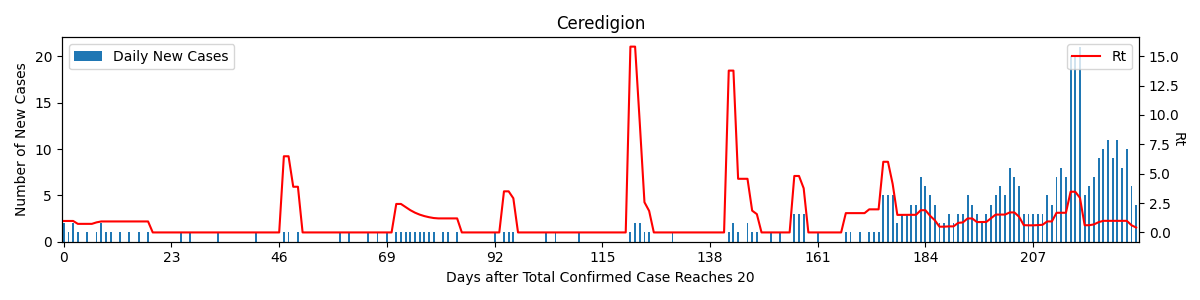 Ceredigion
Daily New Cases
Rt
Number of New Cases
20
15
10
5
0
15.0
12.5
10.0
7.5
5.0
2.5
0.0
Rt
0 23 46 69 92 115 138 161 184 207
Days after Total Confirmed Case Reaches 20